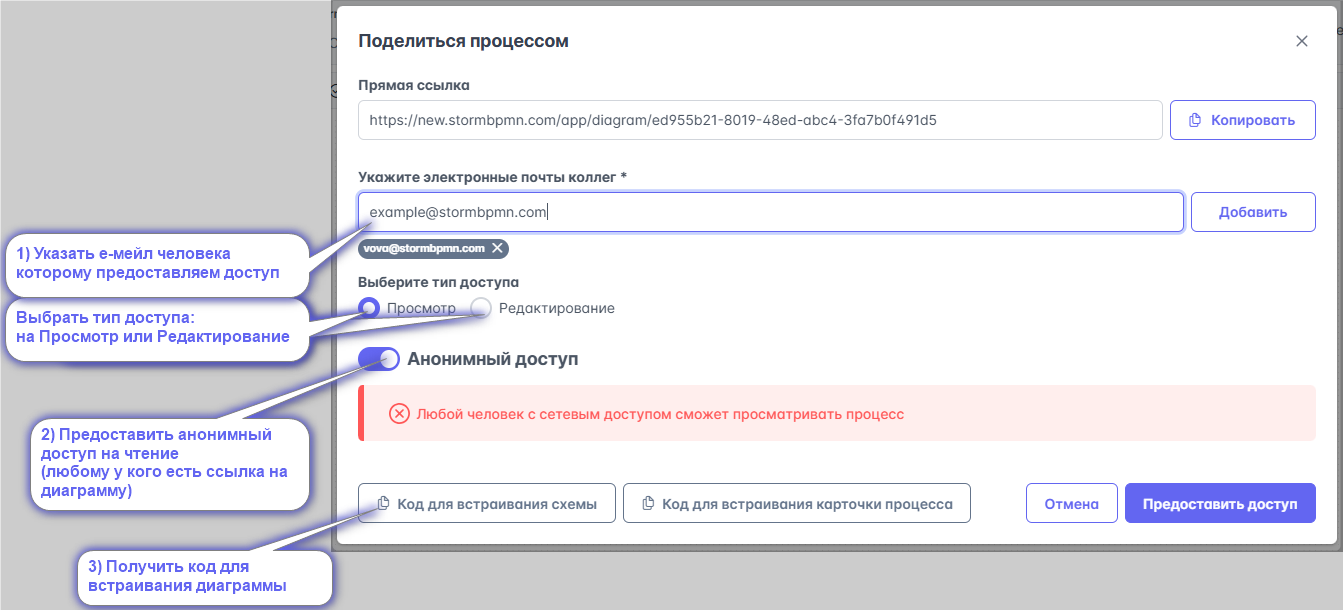 Поделиться процессом
Прямая ссылка
https://new.stormbpmn.com/app/diagram/ed955b21-8019-48ed-abc4-3fa7b0f491d5
Копировать
Укажите электронные почты коллег *
example@stormbpmn.com
Добавить
vova@stormbpmn.com
1) Указать е-мейл человека
которому предоставляем доступ
Выберите тип доступа
Просмотр
Редактирование
Выбрать тип доступа:
на Просмотр или Редактирование
Анонимный доступ
Любой человек с сетевым доступом сможет просматривать процесс
2) Предоставить анонимный
доступ на чтение
(любому у кого есть ссылка на
диаграмму)
Код для встраивания схемы
Код для встраивания карточки процесса
Отмена
Предоставить доступ
3) Получить код для
встраивания диаграммы